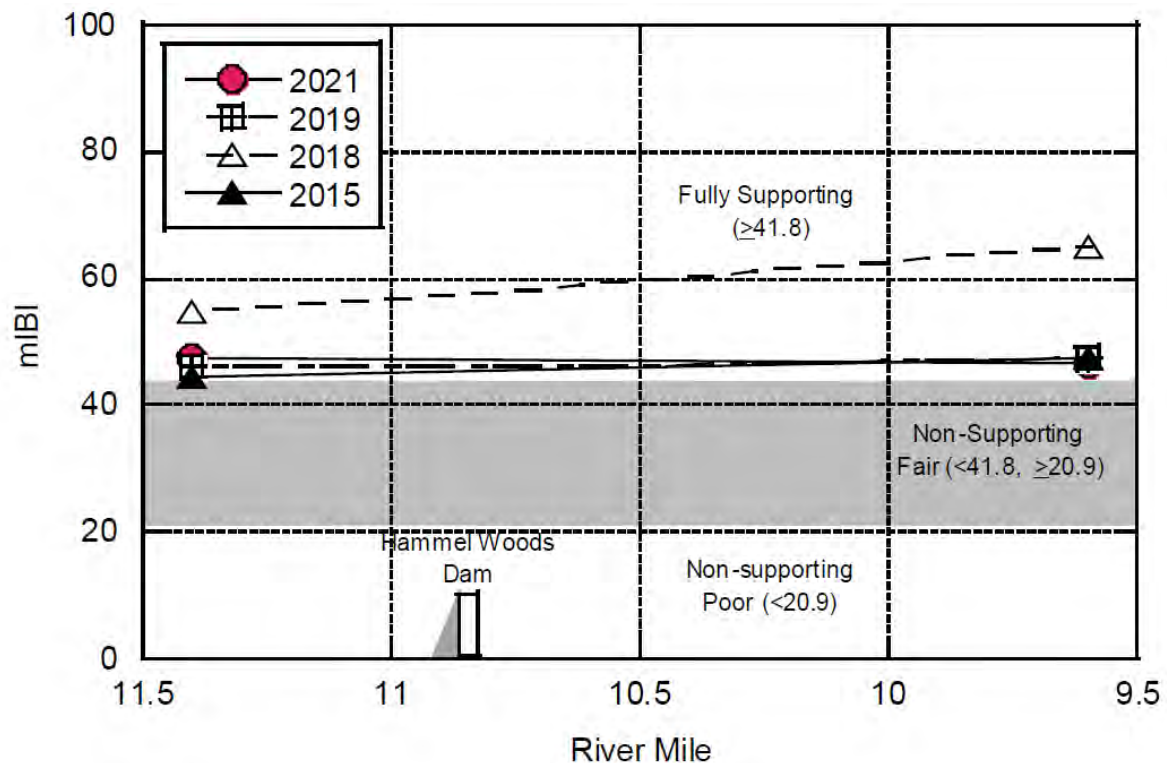 100
80
60
40
20
0
mIBI
2021
2019
2018
2015
Fully Supporting
(≥41.8)
Non-Supporting
Fair (<41.8, ≥20.9)
Hammel Woods
Dam
Non-supporting
Poor (<20.9)
11.5
11
10.5
10
9.5
River Mile